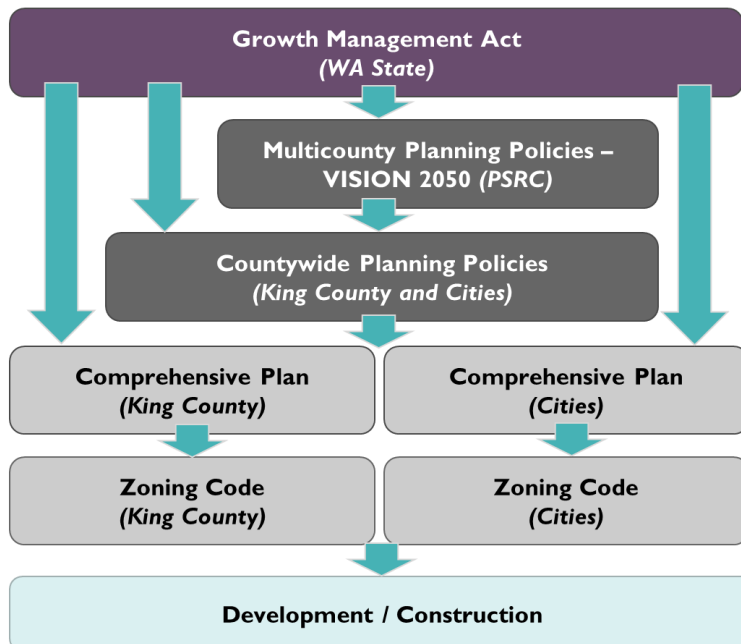 Growth Management Act
(WA State)
Multicounty Planning Policies –
VISION 2050 (PSRC)
Countywide Planning Policies
(King County and Cities)
Comprehensive Plan
(King County)
Comprehensive Plan
(Cities)
Zoning Code
(King County)
Zoning Code
(Cities)
Development / Construction